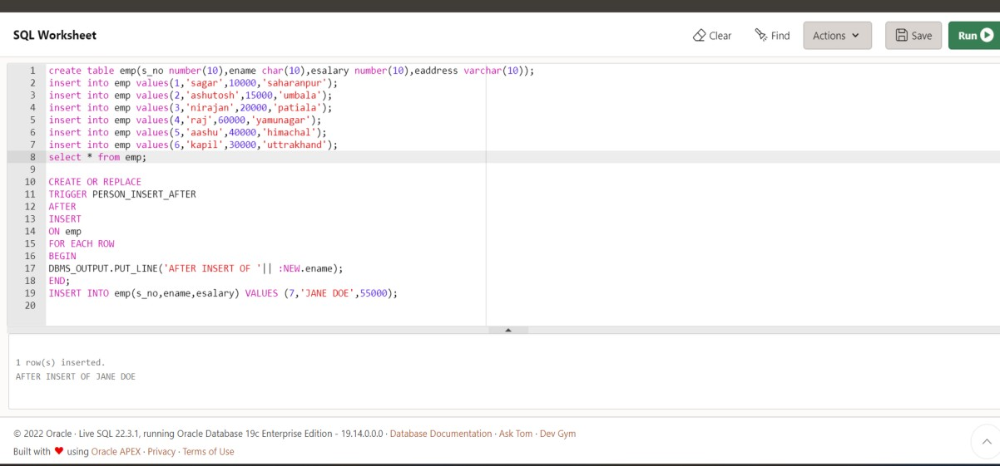 SQL Worksheet
Clear
Find
Actions
Save
Run
1 create table emp(s_no number(10),ename char(10),esalary number(10),eaddress varchar(10));
2 insert into emp values(1,'sagar',10000,'saharanpur');
3 insert into emp values(2,'ashutosh',15000,'umbala');
4 insert into emp values(3,'nirajan',20000,'patiala');
5 insert into emp values(4,'raj',60000,'yamunagar');
6 insert into emp values(5,'aashu',40000,'himachal');
7 insert into emp values(6,'kapil',30000,'uttrakhand');
8 select * from emp;
9
10 CREATE OR REPLACE
11 TRIGGER PERSON_INSERT_AFTER
12 AFTER
13 INSERT
14 ON emp
15 FOR EACH ROW
16 BEGIN
17 DBMS_OUTPUT.PUT_LINE('AFTER INSERT OF '|| :NEW.ename);
18 END;
19 INSERT INTO emp(s_no,ename,esalary) VALUES (7,'JANE DOE',55000);
20
1 row(s) inserted.
AFTER INSERT OF JANE DOE
© 2022 Oracle · Live SQL 22.3.1, running Oracle Database 19c Enterprise Edition - 19.14.0.0.0 · Database Documentation · Ask Tom · Dev Gym
Built with ♥ using Oracle APEX · Privacy · Terms of Use